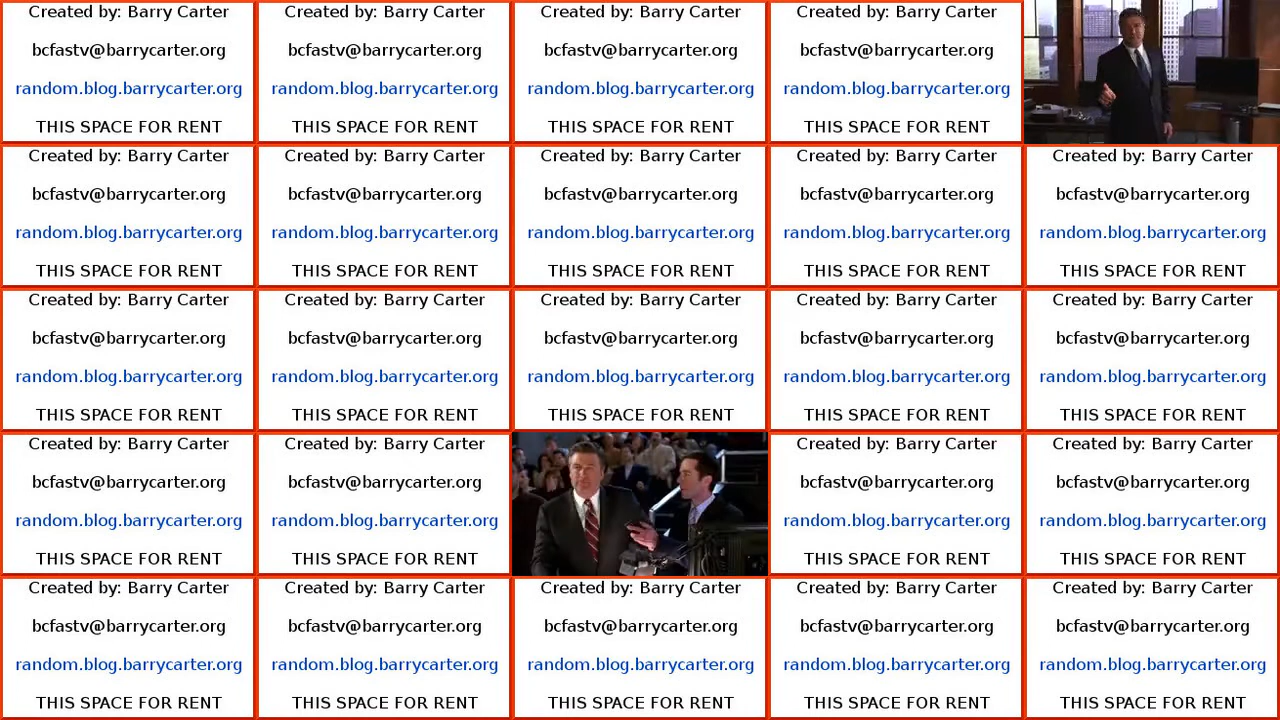 Created by: Barry Carter
bcfastv@barrycarter.org
random.blog.barrycarter.org
THIS SPACE FOR RENT
Created by: Barry Carter
bcfastv@barrycarter.org
random.blog.barrycarter.org
THIS SPACE FOR RENT
Created by: Barry Carter
bcfastv@barrycarter.org
random.blog.barrycarter.org
THIS SPACE FOR RENT
Created by: Barry Carter
bcfastv@barrycarter.org
random.blog.barrycarter.org
THIS SPACE FOR RENT
Created by: Barry Carter
bcfastv@barrycarter.org
random.blog.barrycarter.org
THIS SPACE FOR RENT
Created by: Barry Carter
bcfastv@barrycarter.org
random.blog.barrycarter.org
THIS SPACE FOR RENT
Created by: Barry Carter
bcfastv@barrycarter.org
random.blog.barrycarter.org
THIS SPACE FOR RENT
Created by: Barry Carter
bcfastv@barrycarter.org
random.blog.barrycarter.org
THIS SPACE FOR RENT
Created by: Barry Carter
bcfastv@barrycarter.org
random.blog.barrycarter.org
THIS SPACE FOR RENT
Created by: Barry Carter
bcfastv@barrycarter.org
random.blog.barrycarter.org
THIS SPACE FOR RENT
Created by: Barry Carter
bcfastv@barrycarter.org
random.blog.barrycarter.org
THIS SPACE FOR RENT
Created by: Barry Carter
bcfastv@barrycarter.org
random.blog.barrycarter.org
THIS SPACE FOR RENT
Created by: Barry Carter
bcfastv@barrycarter.org
random.blog.barrycarter.org
THIS SPACE FOR RENT
Created by: Barry Carter
bcfastv@barrycarter.org
random.blog.barrycarter.org
THIS SPACE FOR RENT
Created by: Barry Carter
bcfastv@barrycarter.org
random.blog.barrycarter.org
THIS SPACE FOR RENT
Created by: Barry Carter
bcfastv@barrycarter.org
random.blog.barrycarter.org
THIS SPACE FOR RENT
Created by: Barry Carter
bcfastv@barrycarter.org
random.blog.barrycarter.org
THIS SPACE FOR RENT
Created by: Barry Carter
bcfastv@barrycarter.org
random.blog.barrycarter.org
THIS SPACE FOR RENT
Created by: Barry Carter
bcfastv@barrycarter.org
random.blog.barrycarter.org
THIS SPACE FOR RENT
Created by: Barry Carter
bcfastv@barrycarter.org
random.blog.barrycarter.org
THIS SPACE FOR RENT
Created by: Barry Carter
bcfastv@barrycarter.org
random.blog.barrycarter.org
THIS SPACE FOR RENT
Created by: Barry Carter
bcfastv@barrycarter.org
random.blog.barrycarter.org
THIS SPACE FOR RENT
Created by: Barry Carter
bcfastv@barrycarter.org
random.blog.barrycarter.org
THIS SPACE FOR RENT